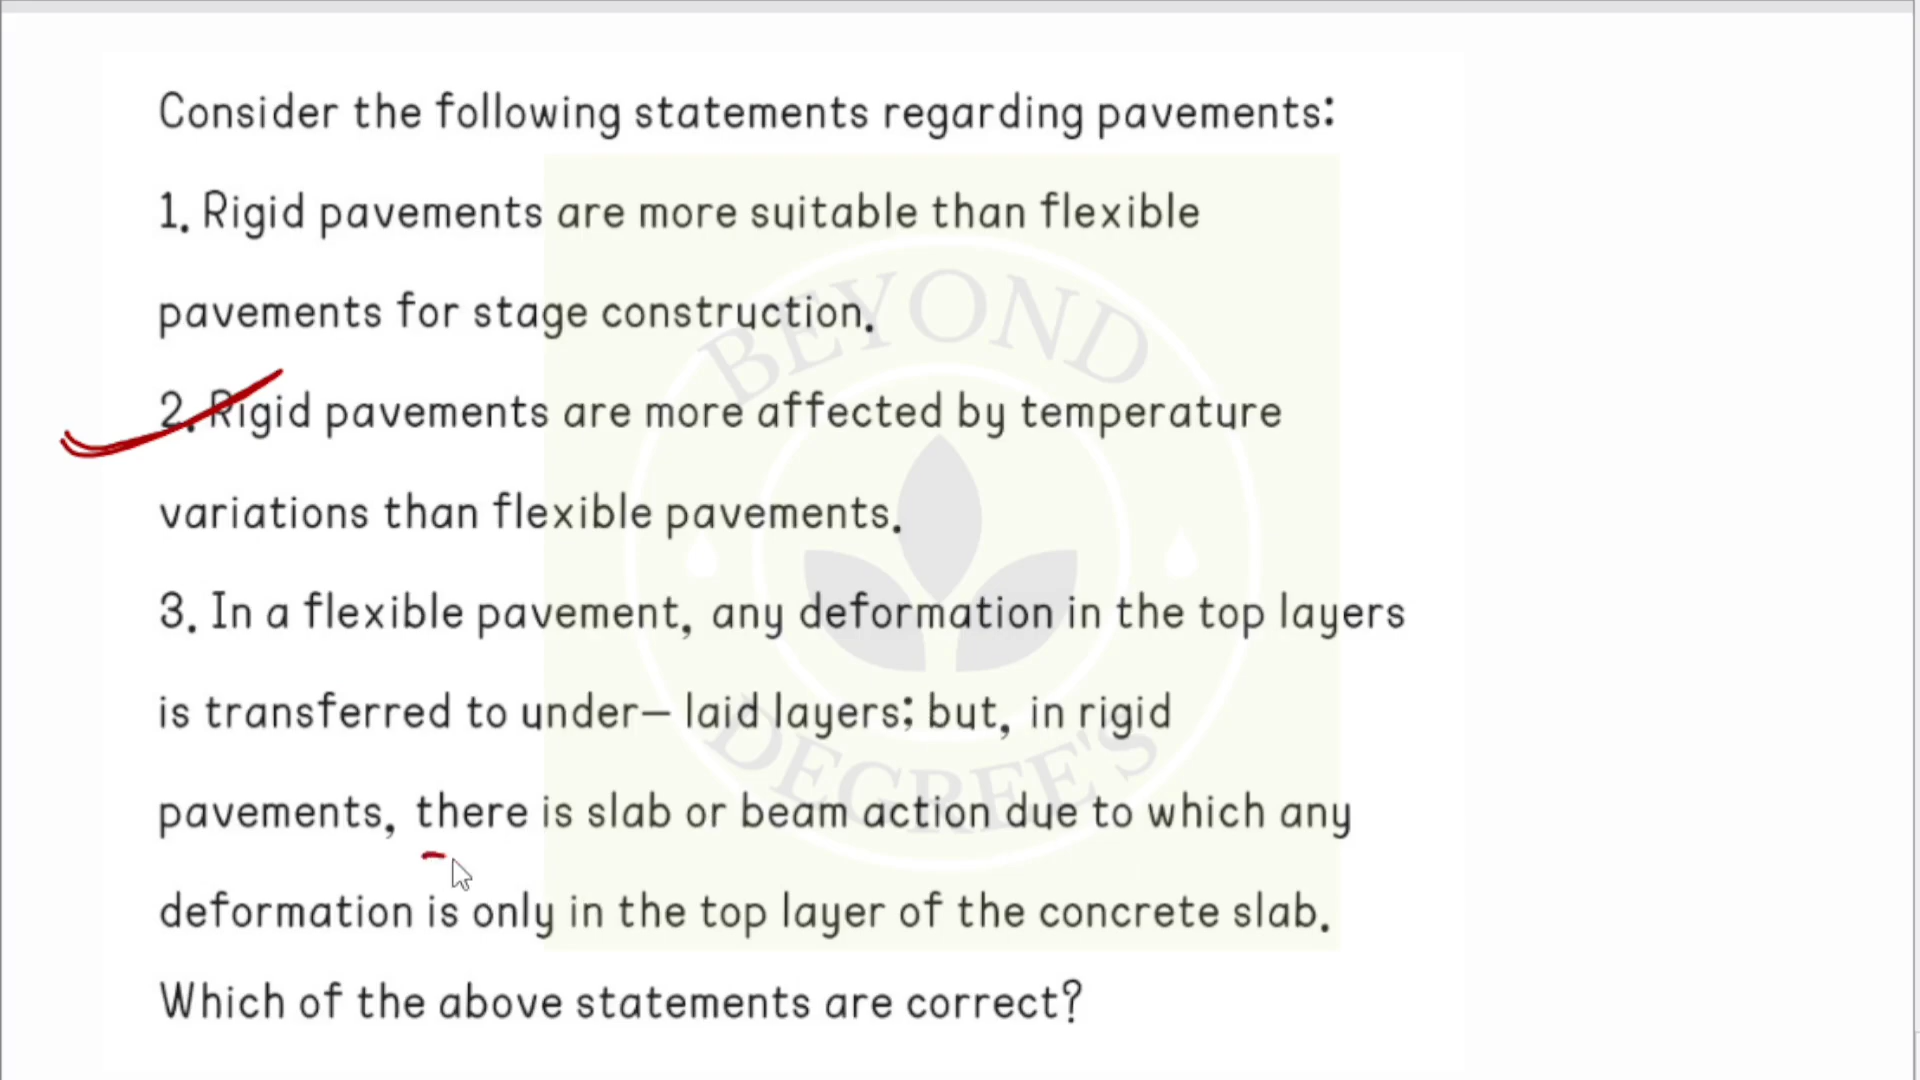 Consider the following statements regarding pavements:
1. Rigid pavements are more suitable than flexible
pavements for stage construction.
2. Rigid pavements are more affected by temperature
variations than flexible pavements.
3. In a flexible pavement, any deformation in the top layers
is transferred to under– laid layers; but, in rigid
pavements, there is slab or beam action due to which any
deformation is only in the top layer of the concrete slab.
Which of the above statements are correct?
BEYOND
DEGREE'S